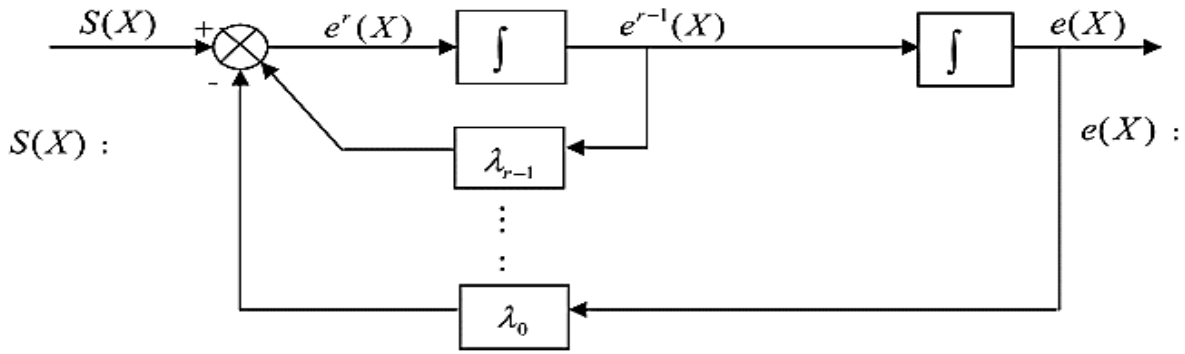 S(X) + - e^r(X) ∫ e^{r-1}(X) ∫ e(X)
-
S(X) :
λ_{r-1}
e(X) :
⋮
⋮
λ_0